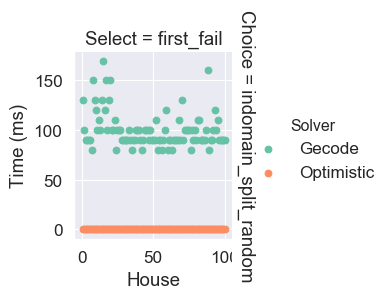 Select = first_fail
Choice = indomain_split_random
Time (ms)
150
100
50
0
0
50
100
House
Solver
Gecode
Optimistic